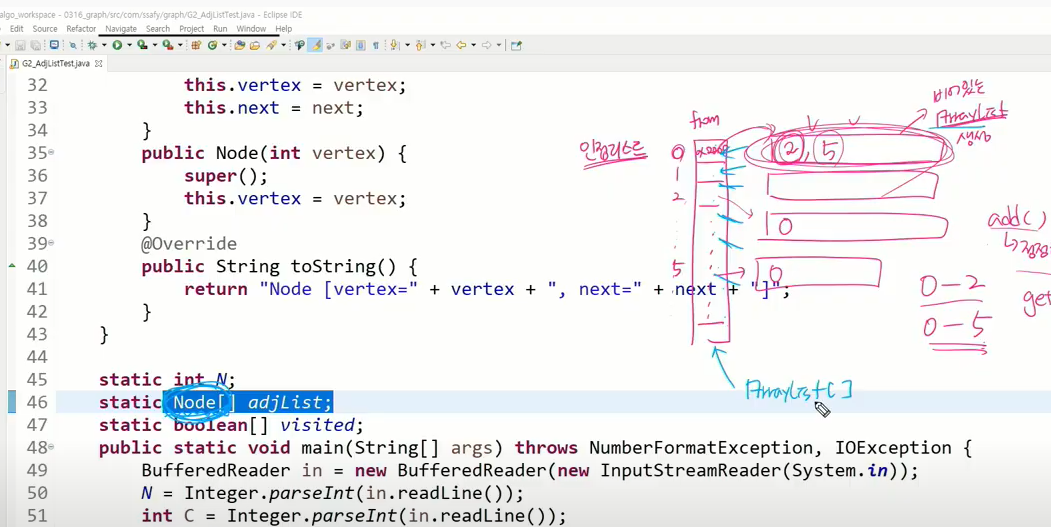 algo_workspace - 0316_graph/src/com/ssafy/graph/G2_AdjListTest.java - Eclipse IDE
Edit Source Refactor Navigate Search Project Run Window Help
G2_AdjListTest.java
32 this.vertex = vertex;
33 this.next = next;
34 }
35 public Node(int vertex) {
36 super();
37 this.vertex = vertex;
38 }
39 @Override
40 public String toString() {
41 return "Node [vertex=" + vertex + ", next=" + next + "]";
42 }
43 }
44
45 static int N;
46 static Node[] adjList;
47 static boolean[] visited;
48 public static void main(String[] args) throws NumberFormatException, IOException {
49 BufferedReader in = new BufferedReader(new InputStreamReader(System.in));
50 N = Integer.parseInt(in.readLine());
51 int C = Integer.parseInt(in.readLine());
인접리스트
from
0
1
2
5
2, 5
0
0
비어있는
ArrayList
생성
add()
get
0-2
0-5
ArrayList[]